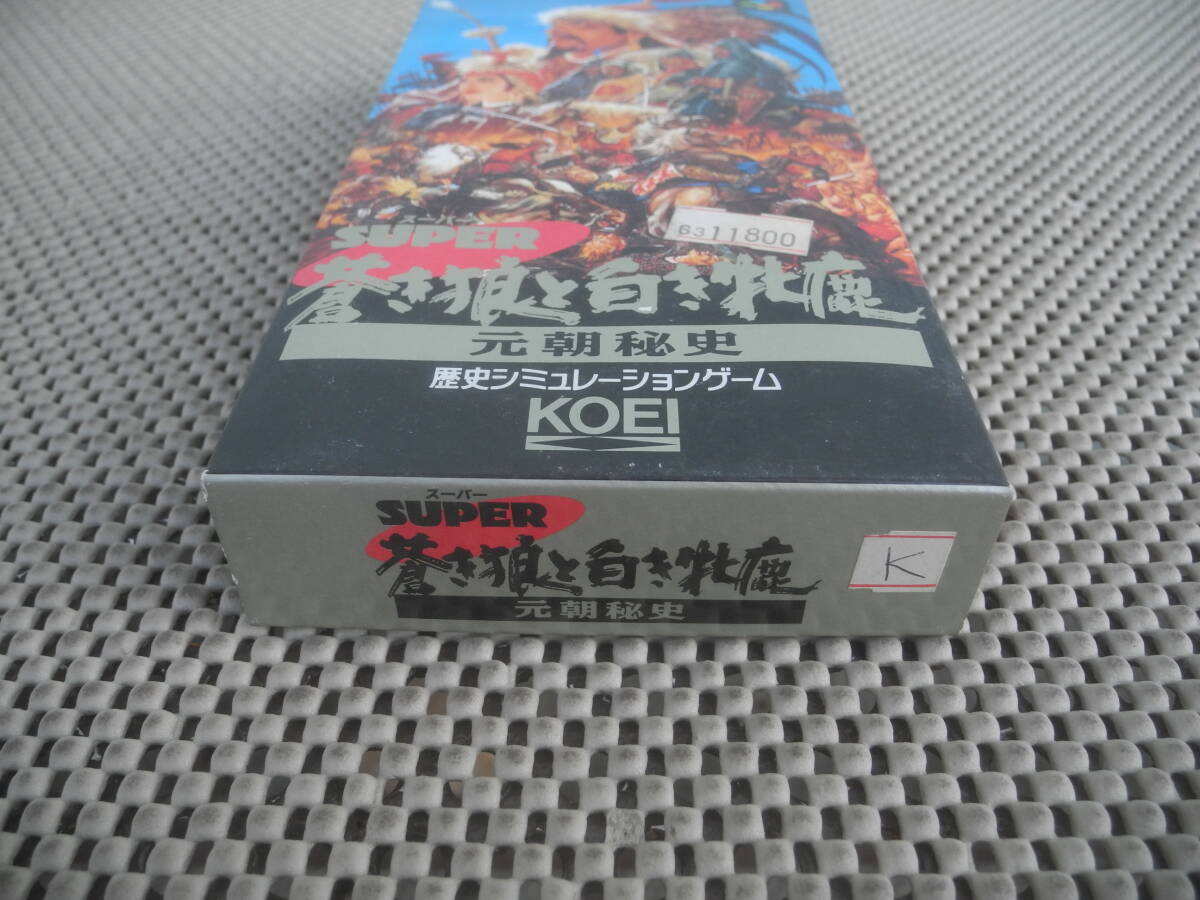 スーパー
SUPER
6311800
蒼き狼と白き牝鹿
元朝秘史
歴史シミュレーションゲーム
KOEI
スーパー
SUPER
蒼き狼と白き牝鹿
K
元朝秘史